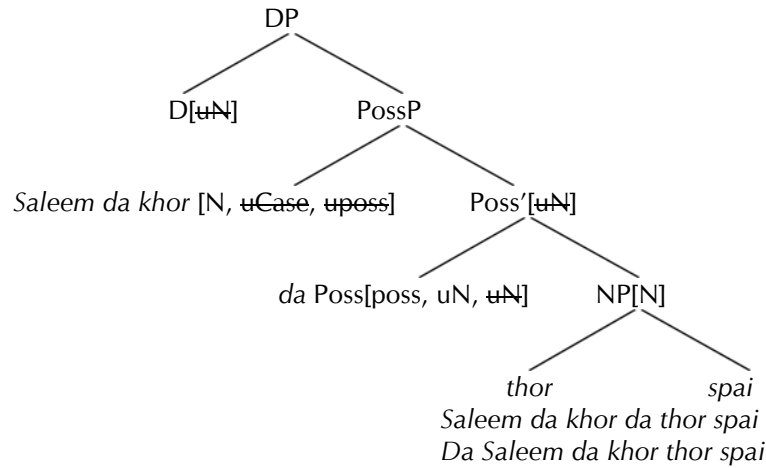 DP
D[uN] PossP
Saleem da khor [N, uCase, uposs] Poss’[uN]
da Poss[poss, uN, uN] NP[N]
thor spai
Saleem da khor da thor spai
Da Saleem da khor thor spai